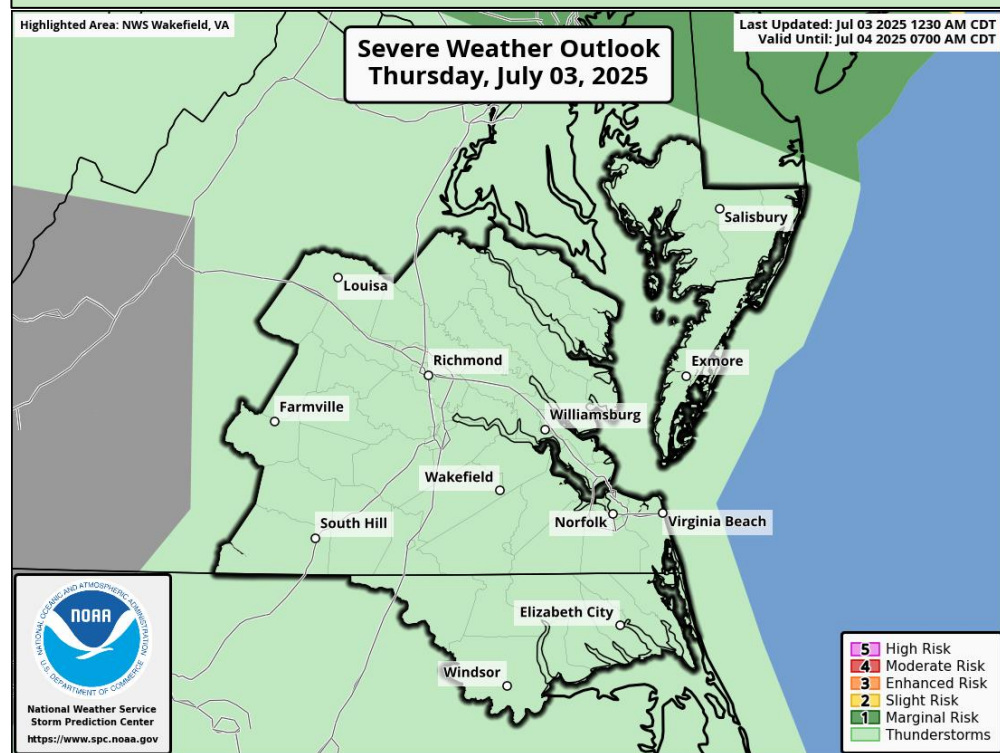 Highlighted Area: NWS Wakefield, VA
Severe Weather Outlook
Thursday, July 03, 2025
Last Updated: Jul 03 2025 1230 AM CDT
Valid Until: Jul 04 2025 0700 AM CDT
Salisbury
Louisa
Richmond
Exmore
Farmville
Williamsburg
Wakefield
South Hill
Norfolk
Virginia Beach
Elizabeth City
Windsor
NATIONAL OCEANIC AND ATMOSPHERIC ADMINISTRATION
NOAA
U.S. DEPARTMENT OF COMMERCE
National Weather Service
Storm Prediction Center
https://www.spc.noaa.gov
5 High Risk
4 Moderate Risk
3 Enhanced Risk
2 Slight Risk
1 Marginal Risk
Thunderstorms